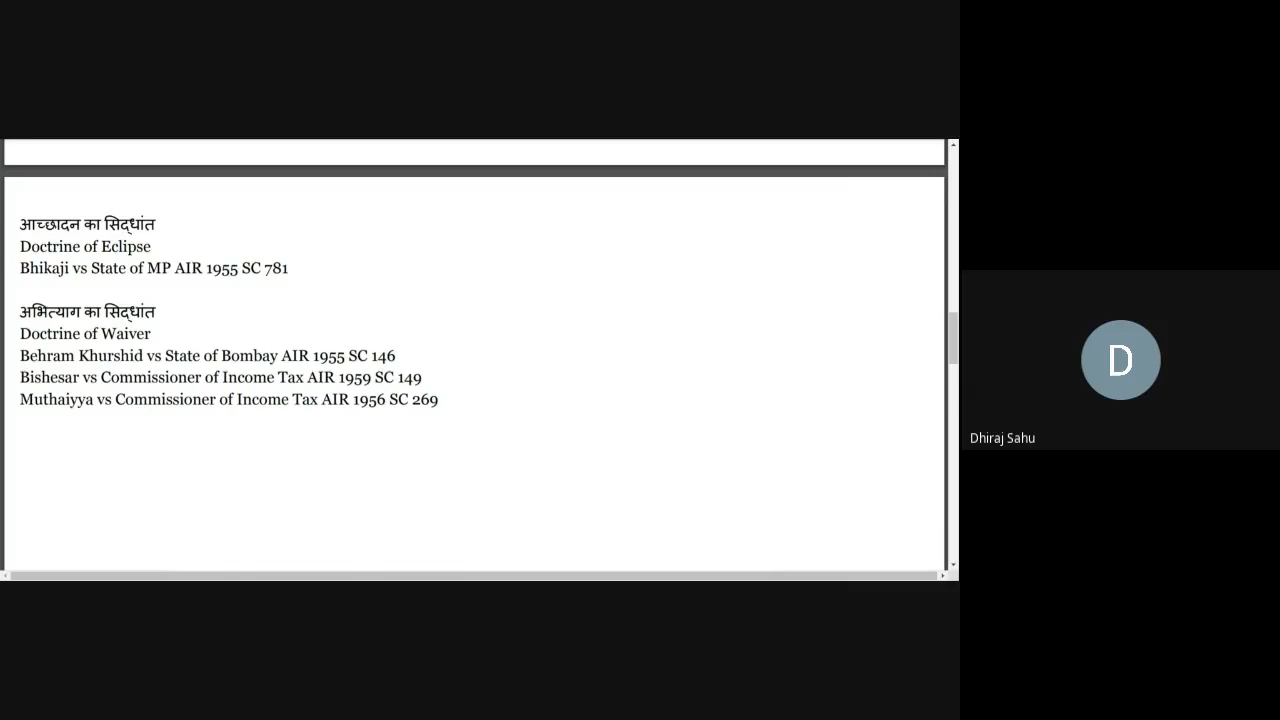 आच्छादन का सिद्धांत
Doctrine of Eclipse
Bhikaji vs State of MP AIR 1955 SC 781
अभित्याग का सिद्धांत
Doctrine of Waiver
Behram Khurshid vs State of Bombay AIR 1955 SC 146
Bishesar vs Commissioner of Income Tax AIR 1959 SC 149
Muthaiyya vs Commissioner of Income Tax AIR 1956 SC 269
D
Dhiraj Sahu